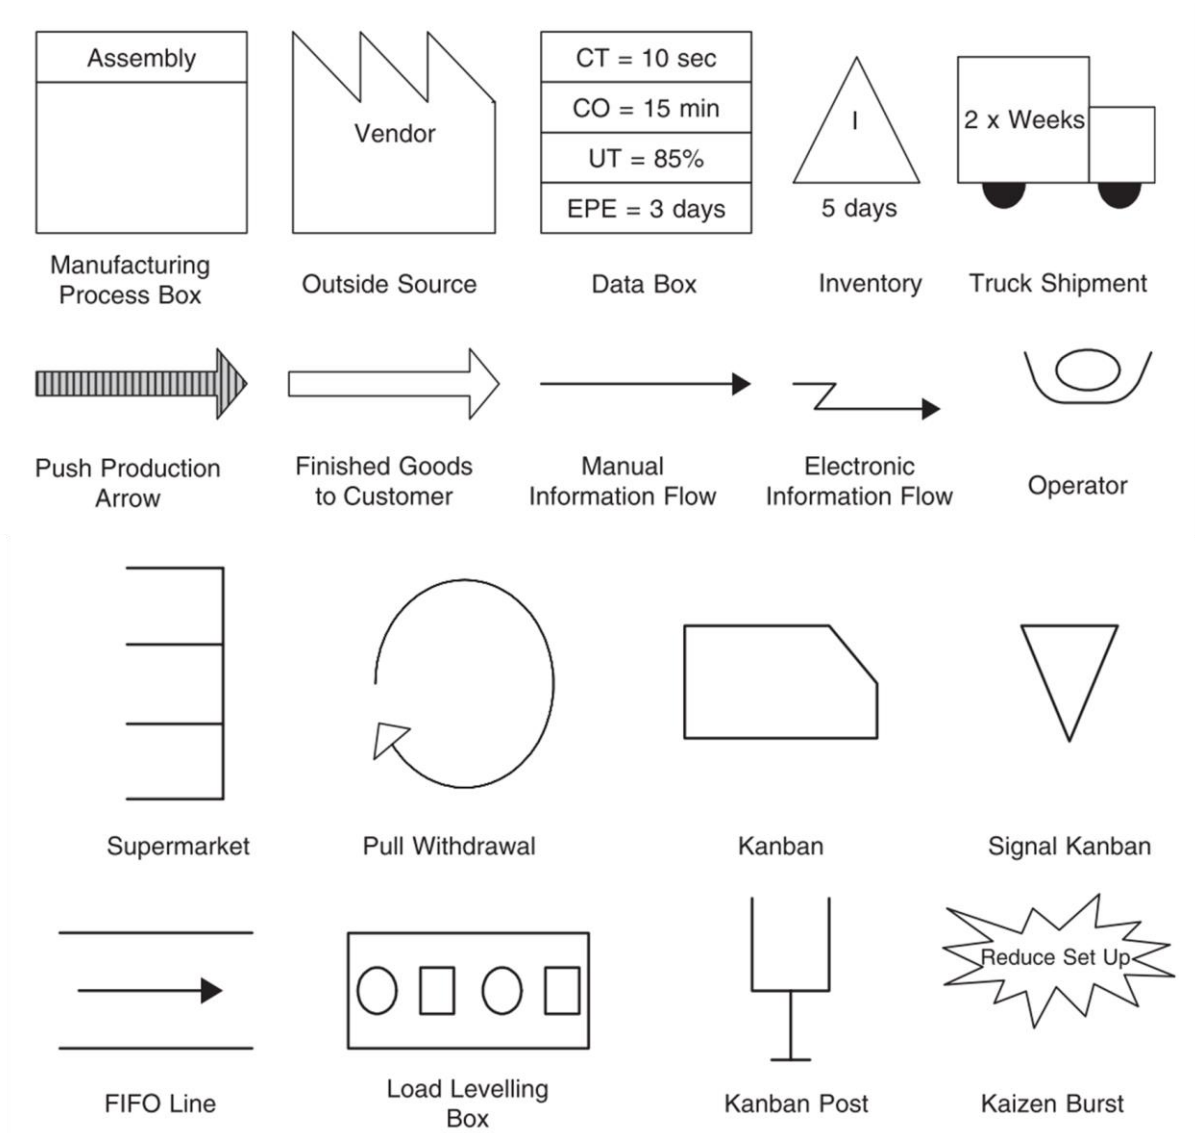 Assembly
Vendor
CT = 10 sec
CO = 15 min
UT = 85%
EPE = 3 days
I
5 days
2 x Weeks
Manufacturing
Process Box
Outside Source
Data Box
Inventory
Truck Shipment
Push Production
Arrow
Finished Goods
to Customer
Manual
Information Flow
Electronic
Information Flow
Operator
Supermarket
Pull Withdrawal
Kanban
Signal Kanban
Reduce Set Up
FIFO Line
Load Levelling
Box
Kanban Post
Kaizen Burst